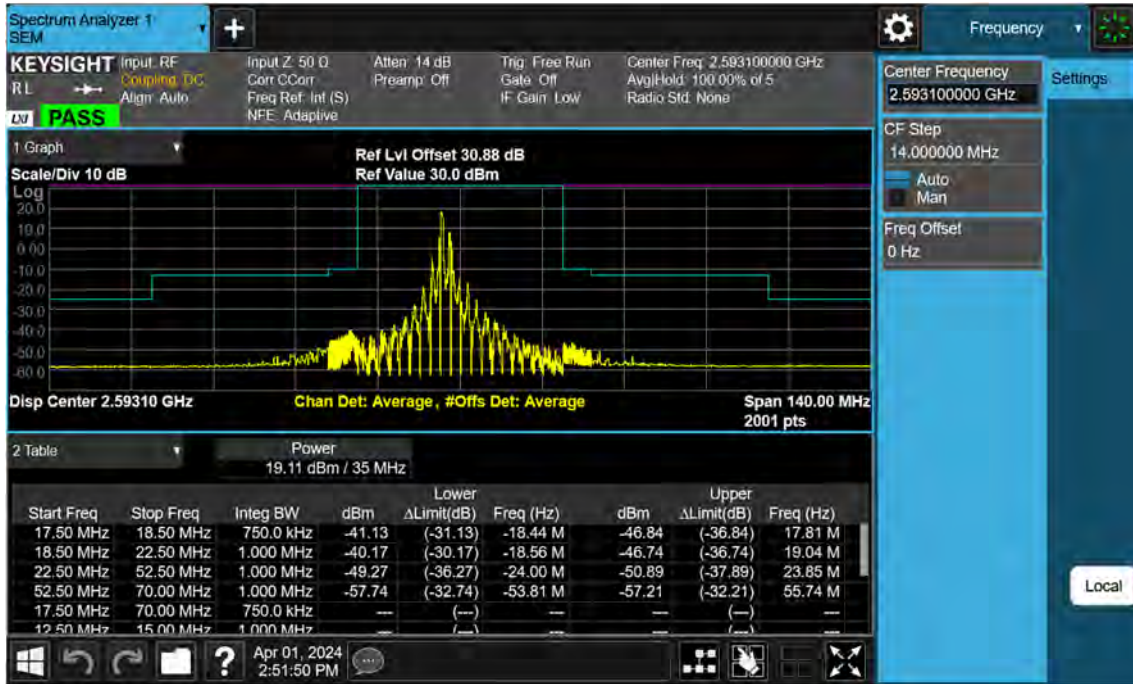 Spectrum Analyzer 1
SEM
+
Frequency
KEYSIGHT
RL
LXI PASS
Input: RF
Coupling: DC
Align: Auto
Input Z: 50 Ω
Corr CCorr
Freq Ref: Int (S)
NFE: Adaptive
Atten: 14 dB
Preamp: Off
Trig: Free Run
Gate: Off
IF Gain: Low
Center Freq: 2.593100000 GHz
Avg|Hold: 100.00% of 5
Radio Std: None
Center Frequency
2.593100000 GHz
Settings
CF Step
14.000000 MHz
Auto
Man
Freq Offset
0 Hz
1 Graph
Ref Lvl Offset 30.88 dB
Scale/Div 10 dB
Ref Value 30.0 dBm
Log
20.0
10.0
0.00
-10.0
-20.0
-30.0
-40.0
-50.0
-60.0
Disp Center 2.59310 GHz
Chan Det: Average, #Offs Det: Average
Span 140.00 MHz
2001 pts
2 Table
Power
19.11 dBm / 35 MHz
Lower Upper
Start Freq Stop Freq Integ BW dBm ΔLimit(dB) Freq (Hz) dBm ΔLimit(dB) Freq (Hz)
17.50 MHz 18.50 MHz 750.0 kHz -41.13 (-31.13) -18.44 M -46.84 (-36.84) 17.81 M
18.50 MHz 22.50 MHz 1.000 MHz -40.17 (-30.17) -18.56 M -46.74 (-36.74) 19.04 M
22.50 MHz 52.50 MHz 1.000 MHz -49.27 (-36.27) -24.00 M -50.89 (-37.89) 23.85 M
52.50 MHz 70.00 MHz 1.000 MHz -57.74 (-32.74) -53.81 M -57.21 (-32.21) 55.74 M
17.50 MHz 70.00 MHz 750.0 kHz --- (---) --- --- (---) ---
12.50 MHz 15.00 MHz 1.000 MHz --- (---) --- --- (---) ---
Local
?
Apr 01, 2024
2:51:50 PM